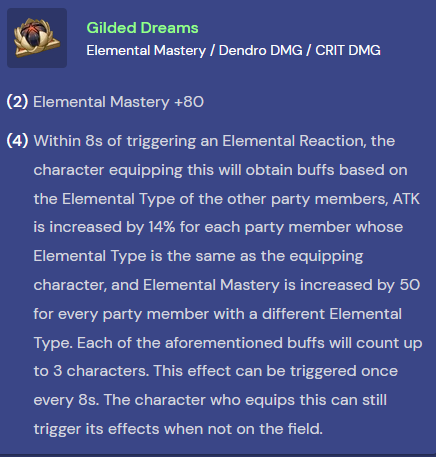 Gilded Dreams
Elemental Mastery / Dendro DMG / CRIT DMG
(2) Elemental Mastery +80
(4) Within 8s of triggering an Elemental Reaction, the
character equipping this will obtain buffs based on
the Elemental Type of the other party members, ATK
is increased by 14% for each party member whose
Elemental Type is the same as the equipping
character, and Elemental Mastery is increased by 50
for every party member with a different Elemental
Type. Each of the aforementioned buffs will count up
to 3 characters. This effect can be triggered once
every 8s. The character who equips this can still
trigger its effects when not on the field.